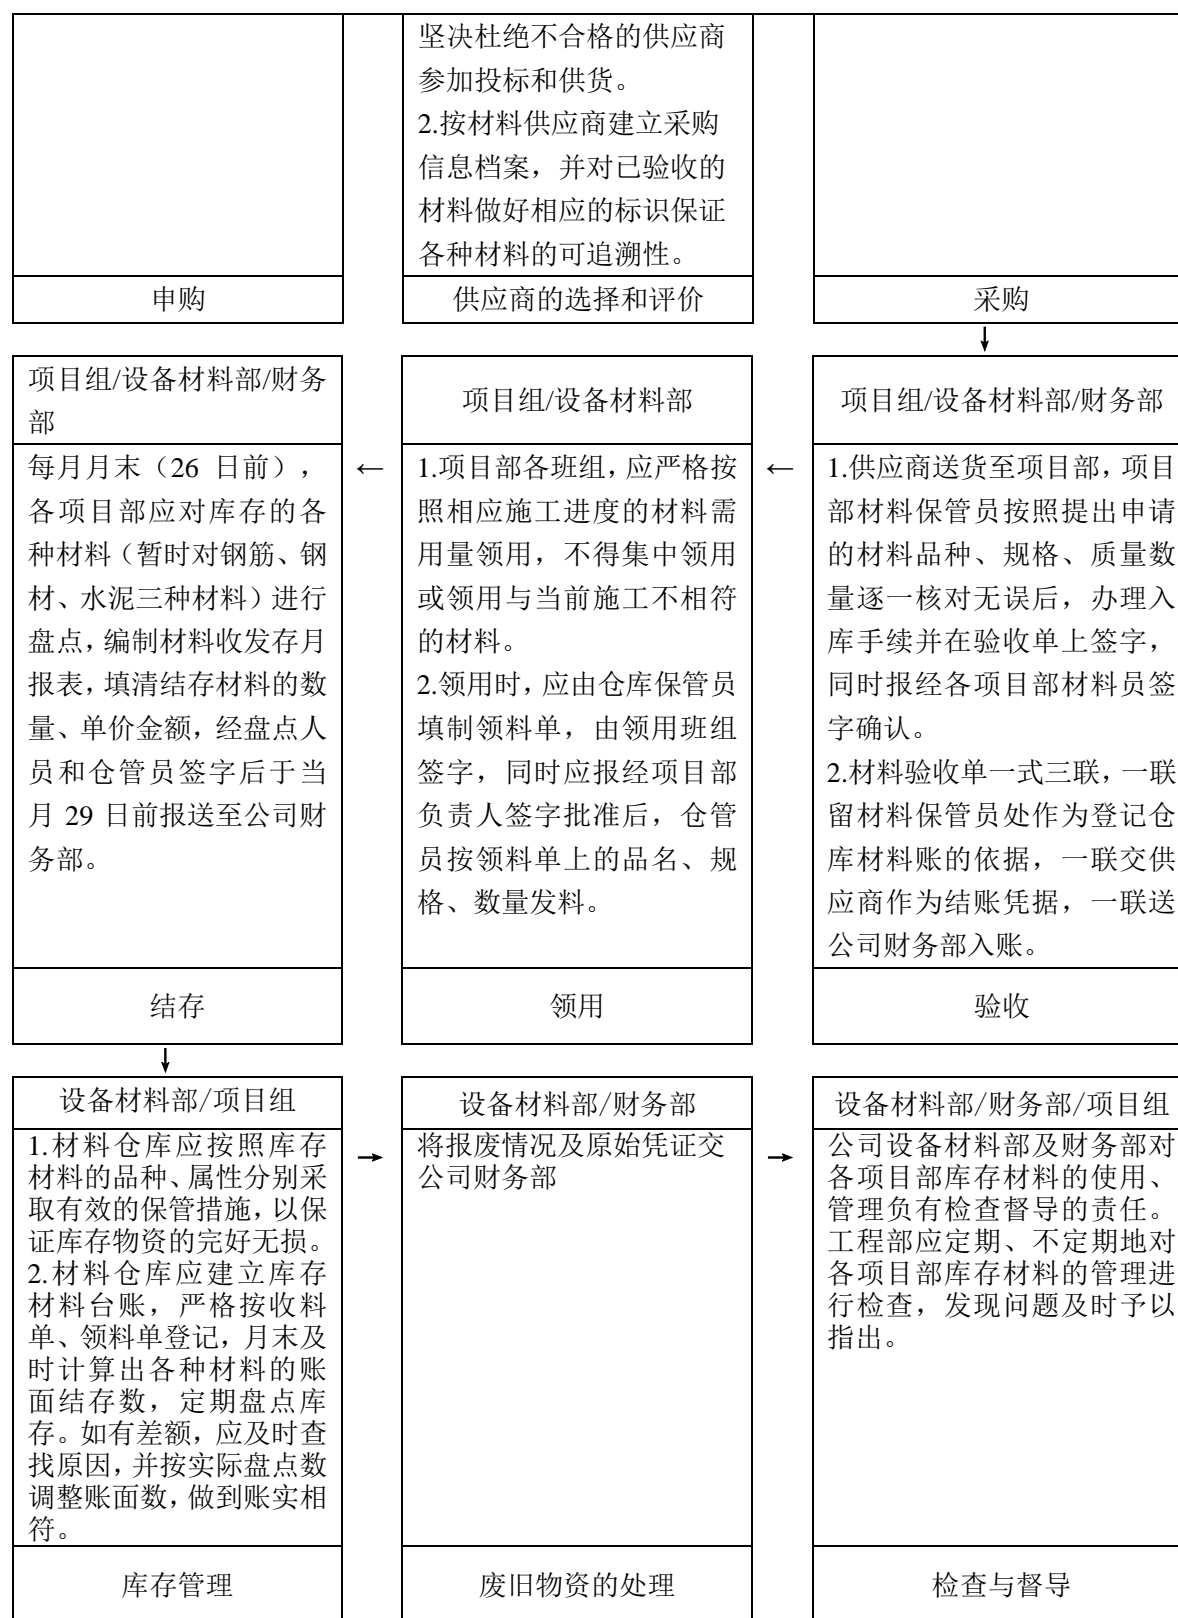 坚决杜绝不合格的供应商
参加投标和供货。
2.按材料供应商建立采购
信息档案，并对已验收的
材料做好相应的标识保证
各种材料的可追溯性。
申购
供应商的选择和评价
采购
↓
项目组/设备材料部/财务
部
每月月末（26 日前），
各项目部应对库存的各
种材料（暂时对钢筋、钢
材、水泥三种材料）进行
盘点，编制材料收发存月
报表，填清结存材料的数
量、单价金额，经盘点人
员和仓管员签字后于当
月 29 日前报送至公司财
务部。
结存
←
项目组/设备材料部
1.项目部各班组，应严格按
照相应施工进度的材料需
用量领用，不得集中领用
或领用与当前施工不相符
的材料。
2.领用时，应由仓库保管员
填制领料单，由领用班组
签字，同时应报经项目部
负责人签字批准后，仓管
员按领料单上的品名、规
格、数量发料。
领用
←
项目组/设备材料部/财务部
1.供应商送货至项目部，项目
部材料保管员按照提出申请
的材料品种、规格、质量数
量逐一核对无误后，办理入
库手续并在验收单上签字，
同时报经各项目部材料员签
字确认。
2.材料验收单一式三联，一联
留材料保管员处作为登记仓
库材料账的依据，一联交供
应商作为结账凭据，一联送
公司财务部入账。
验收
↓
设备材料部/项目组
1.材料仓库应按照库存
材料的品种、属性分别采
取有效的保管措施，以保
证库存物资的完好无损。
2.材料仓库应建立库存
材料台账，严格按收料
单、领料单登记，月末及
时计算出各种材料的账
面结存数，定期盘点库
存。如有差额，应及时查
找原因，并按实际盘点数
调整账面数，做到账实相
符。
库存管理
→
设备材料部/财务部
将报废情况及原始凭证交
公司财务部
废旧物资的处理
→
设备材料部/财务部/项目组
公司设备材料部及财务部对
各项目部库存材料的使用、
管理负有检查督导的责任。
工程部应定期、不定期地对
各项目部库存材料的管理进
行检查，发现问题及时予以
指出。
检查与督导